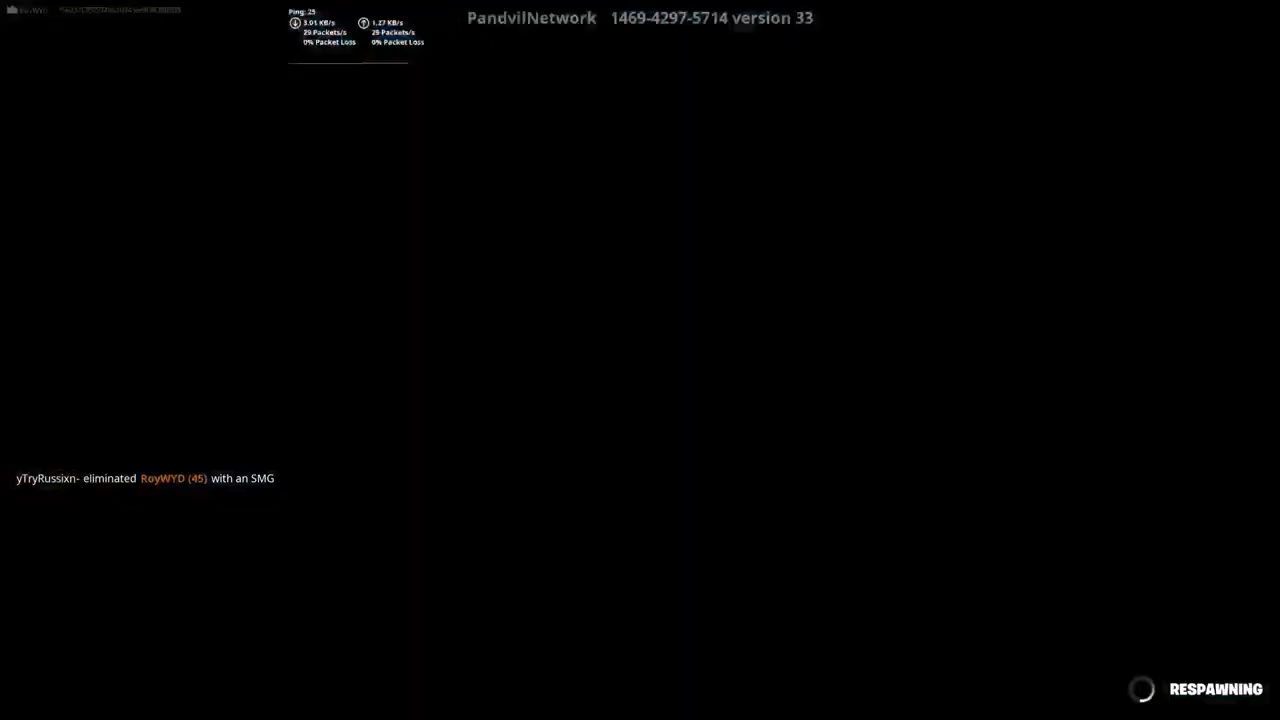 Ping: 25
3.01 KB/s 1.27 KB/s
29 Packets/s 29 Packets/s
0% Packet Loss 0% Packet Loss
PandvilNetwork 1469-4297-5714 version 33
yTryRussixn- eliminated RoyWYD (45) with an SMG
RESPAWNING